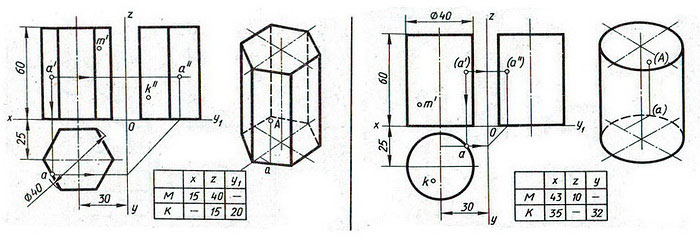 z
m'
60
a'
a"
k"
x
0
y₁
25
a
Ø40
30
y
A
a
x z y₁
M 15 40 —
K — 15 20
Ø40
z
60
(a')
(a")
m'
x
0
y₁
25
a
k
30
y
(A)
(a)
x z y
M 43 10 —
K 35 — 32